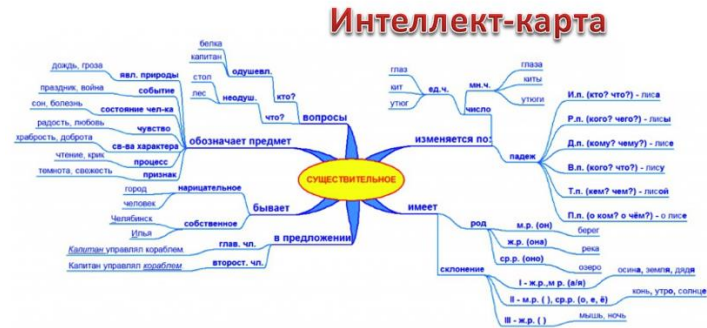 Интеллект-карта
СУЩЕСТВИТЕЛЬНОЕ
вопросы
кто?
одушевл.
белка
капитан
что?
неодуш.
стол
лес
обозначает предмет
явл. природы
дождь, гроза
событие
праздник, война
состояние чел-ка
сон, болезнь
чувство
радость, любовь
св-ва характера
храбрость, доброта
процесс
чтение, крик
признак
темнота, свежесть
бывает
нарицательное
город
человек
собственное
Челябинск
Илья
в предложении
глав. чл.
Капитан управлял кораблем.
второст. чл.
Капитан управлял кораблем
изменяется по:
число
ед.ч.
глаз
кит
утюг
мн.ч.
глаза
киты
утюги
падеж
И.п. (кто? что?) - лиса
Р.п. (кого? чего?) - лисы
Д.п. (кому? чему?) - лисе
В.п. (кого? что?) - лису
Т.п. (кем? чем?) - лисой
П.п. (о ком? о чём?) - о лисе
имеет
род
м.р. (он)
берег
ж.р. (она)
река
ср.р. (оно)
озеро
склонение
I - ж.р.,м р. (а/я)
осина, земля, дядя
II - м.р. ( ), ср.р. (о, е, ё)
конь, утро, солнце
III - ж.р. ( )
мышь, ночь